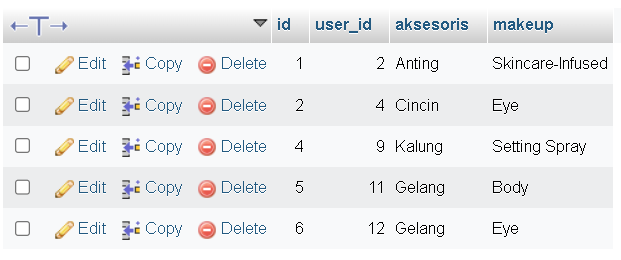 id user_id aksesoris makeup
Edit Copy Delete 1 2 Anting Skincare-Infused
Edit Copy Delete 2 4 Cincin Eye
Edit Copy Delete 4 9 Kalung Setting Spray
Edit Copy Delete 5 11 Gelang Body
Edit Copy Delete 6 12 Gelang Eye